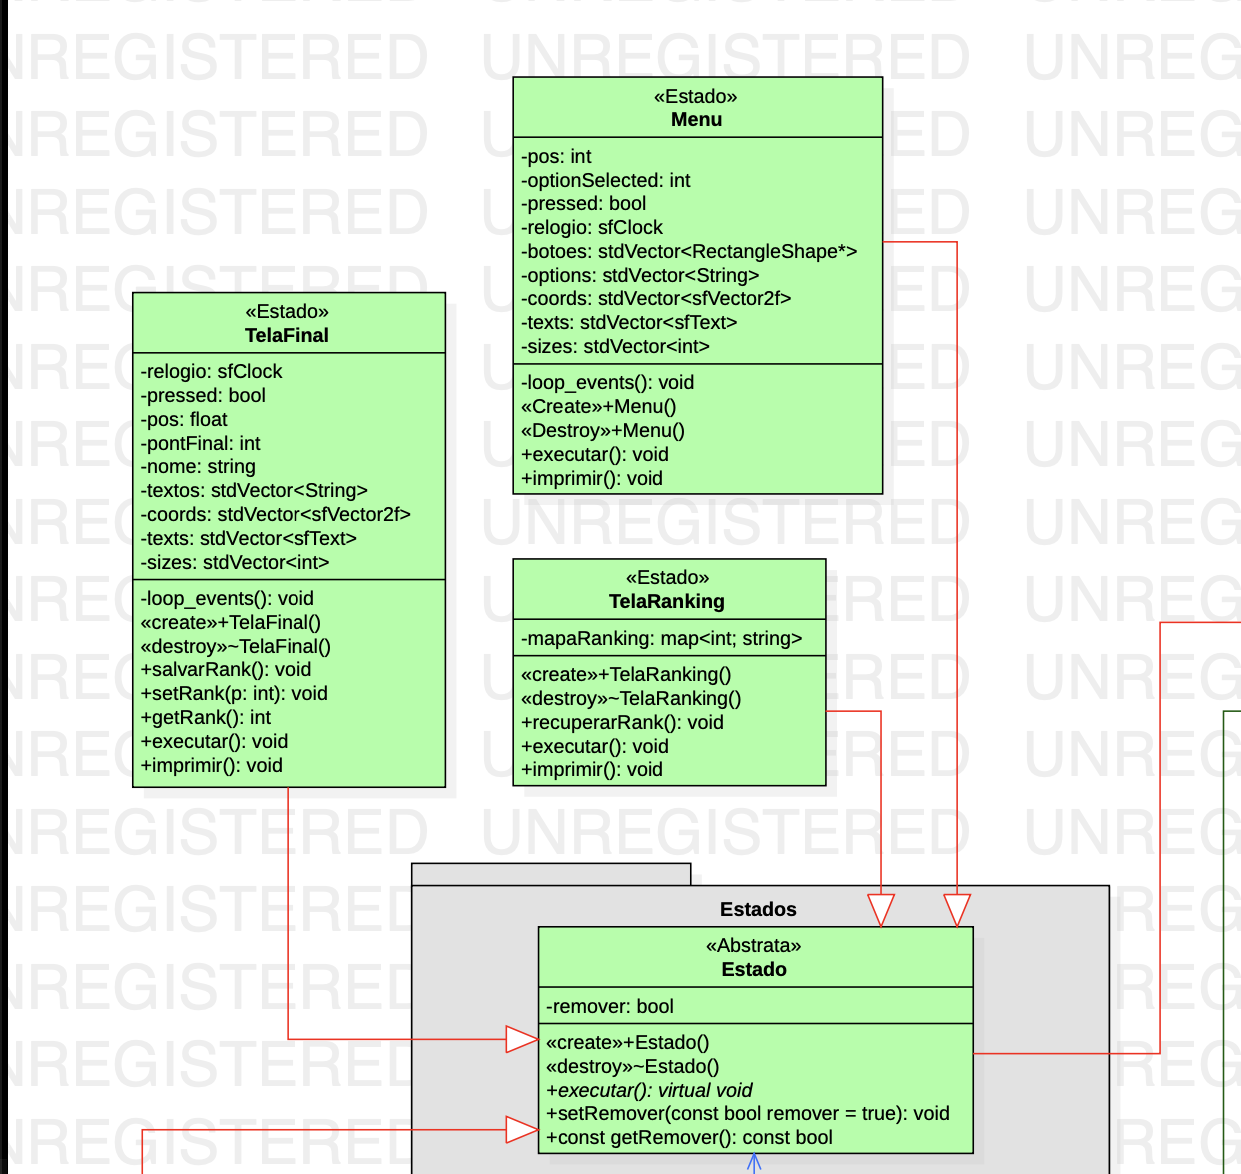 «Estado»
Menu
-pos: int
-optionSelected: int
-pressed: bool
-relogio: sfClock
-botoes: stdVector<RectangleShape*>
-options: stdVector<String>
-coords: stdVector<sfVector2f>
-texts: stdVector<sfText>
-sizes: stdVector<int>
-loop_events(): void
«Create»+Menu()
«Destroy»+Menu()
+executar(): void
+imprimir(): void
«Estado»
TelaFinal
-relogio: sfClock
-pressed: bool
-pos: float
-pontFinal: int
-nome: string
-textos: stdVector<String>
-coords: stdVector<sfVector2f>
-texts: stdVector<sfText>
-sizes: stdVector<int>
-loop_events(): void
«create»+TelaFinal()
«destroy»~TelaFinal()
+salvarRank(): void
+setRank(p: int): void
+getRank(): int
+executar(): void
+imprimir(): void
«Estado»
TelaRanking
-mapaRanking: map<int; string>
«create»+TelaRanking()
«destroy»~TelaRanking()
+recuperarRank(): void
+executar(): void
+imprimir(): void
Estados
«Abstrata»
Estado
-remover: bool
«create»+Estado()
«destroy»~Estado()
+executar(): virtual void
+setRemover(const bool remover = true): void
+const getRemover(): const bool
UNREGISTERED